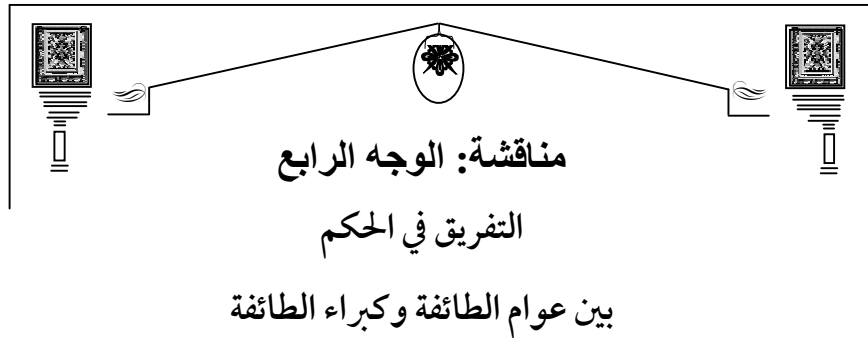 مناقشة: الوجه الرابع
التفريق في الحكم
بين عوام الطائفة وكبراء الطائفة